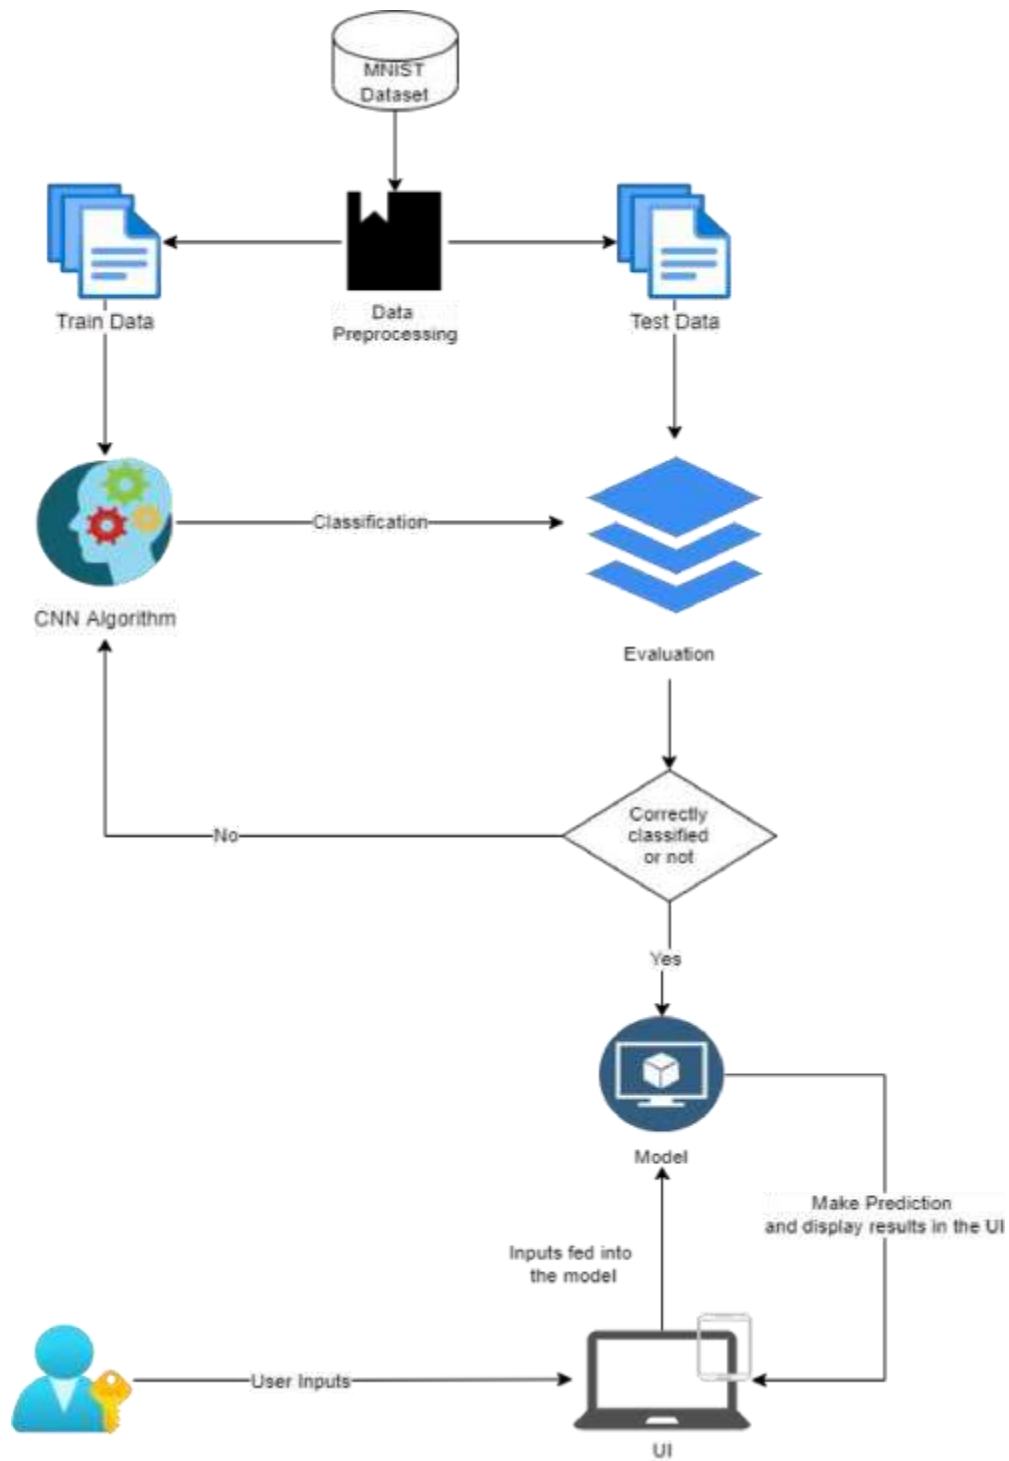 MNIST
Dataset
Train Data
Data
Preprocessing
Test Data
Classification
CNN Algorithm
Evaluation
Correctly
classified
or not
No
Yes
Model
Make Prediction
and display results in the UI
Inputs fed into
the model
User Inputs
UI